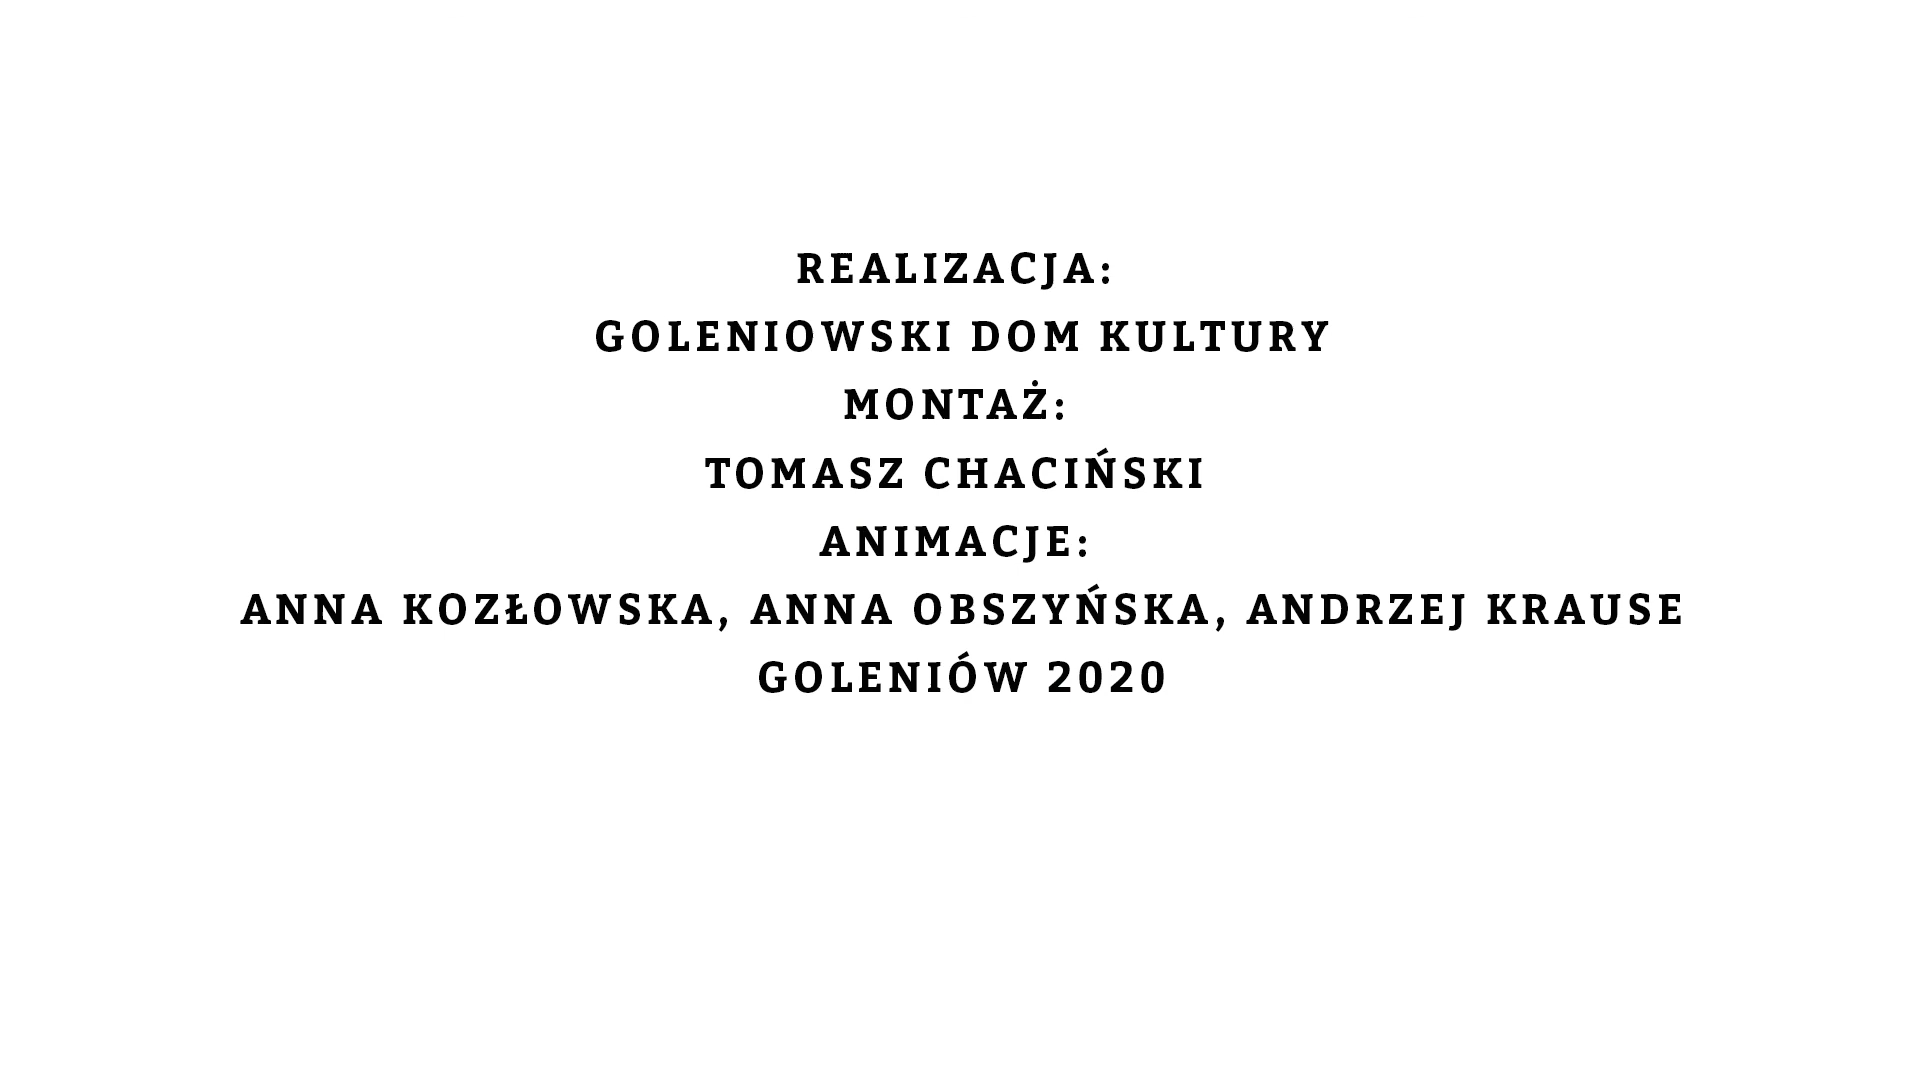 REALIZACJA:
GOLENIOWSKI DOM KULTURY
MONTAŻ:
TOMASZ CHACIŃSKI
ANIMACJE:
ANNA KOZŁOWSKA, ANNA OBSZYŃSKA, ANDRZEJ KRAUSE
GOLENIÓW 2020